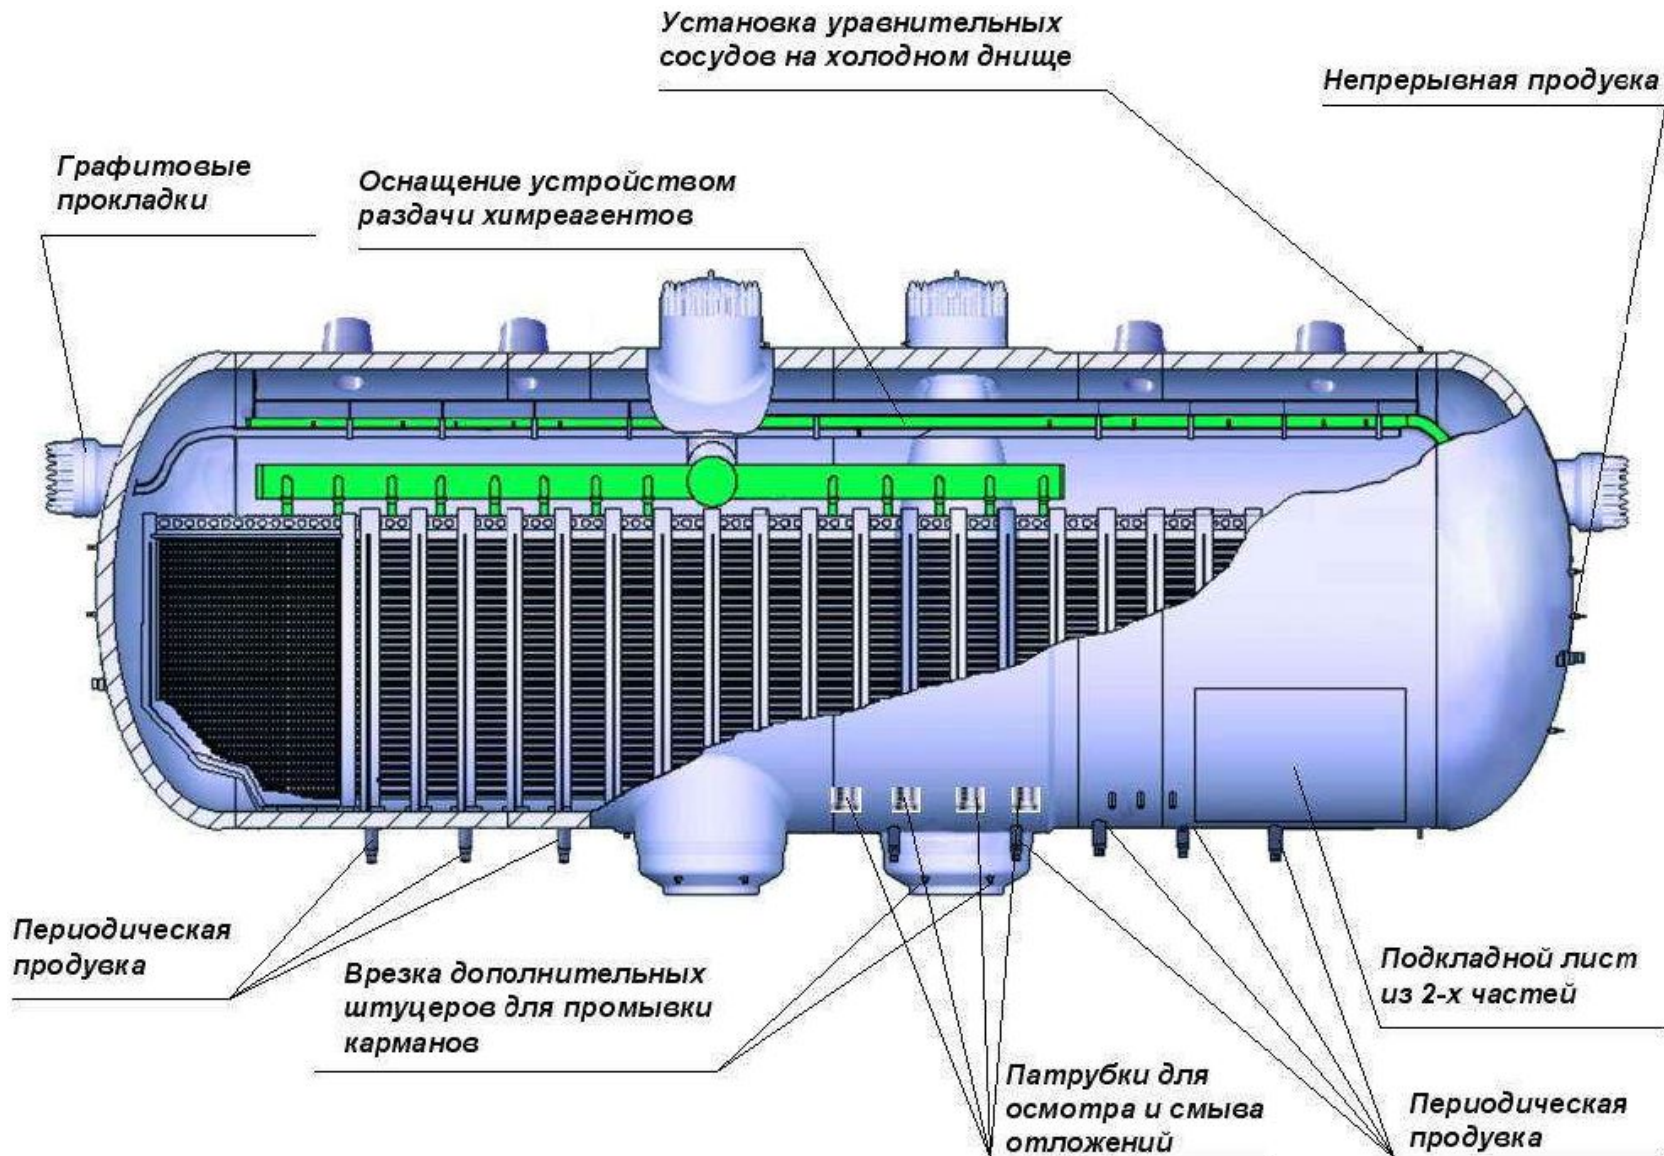 Установка уравнительных
сосудов на холодном днище
Непрерывная продувка
Графитовые
прокладки
Оснащение устройством
раздачи химреагентов
Периодическая
продувка
Врезка дополнительных
штуцеров для промывки
карманов
Подкладной лист
из 2-х частей
Патрубки для
осмотра и смыва
отложений
Периодическая
продувка